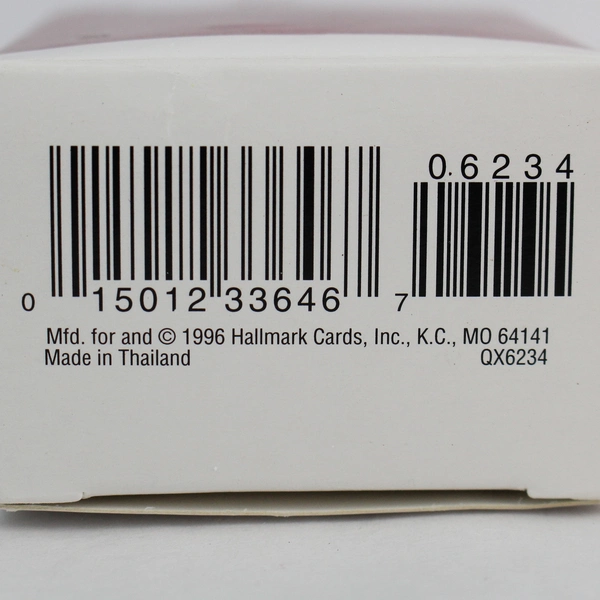 0.6234
0 15012 33646 7
Mfd. for and © 1996 Hallmark Cards, Inc., K.C., MO 64141
Made in Thailand QX6234